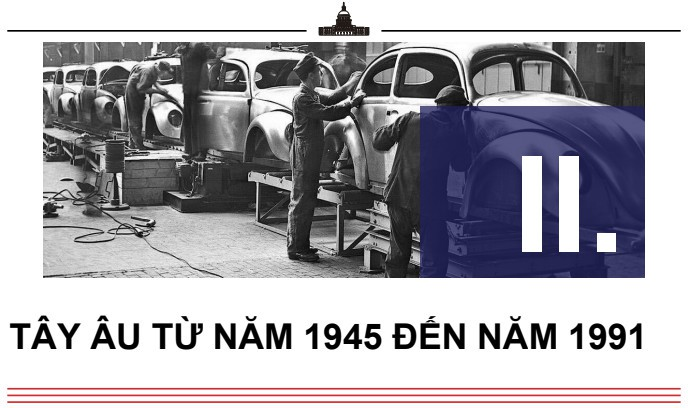 II.
TÂY ÂU TỪ NĂM 1945 ĐẾN NĂM 1991